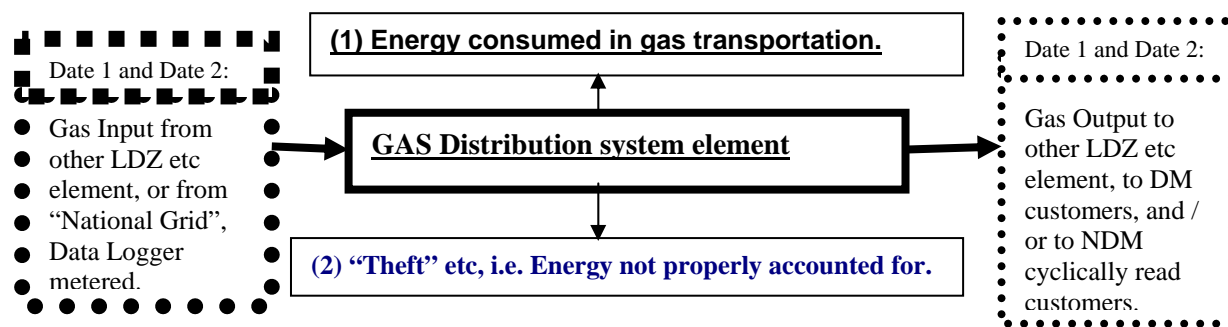 Date 1 and Date 2:
Gas Input from
other LDZ etc
element, or from
“National Grid”,
Data Logger
metered.
(1) Energy consumed in gas transportation.
GAS Distribution system element
(2) “Theft” etc, i.e. Energy not properly accounted for.
Date 1 and Date 2:
Gas Output to
other LDZ etc
element, to DM
customers, and /
or to NDM
cyclically read
customers.